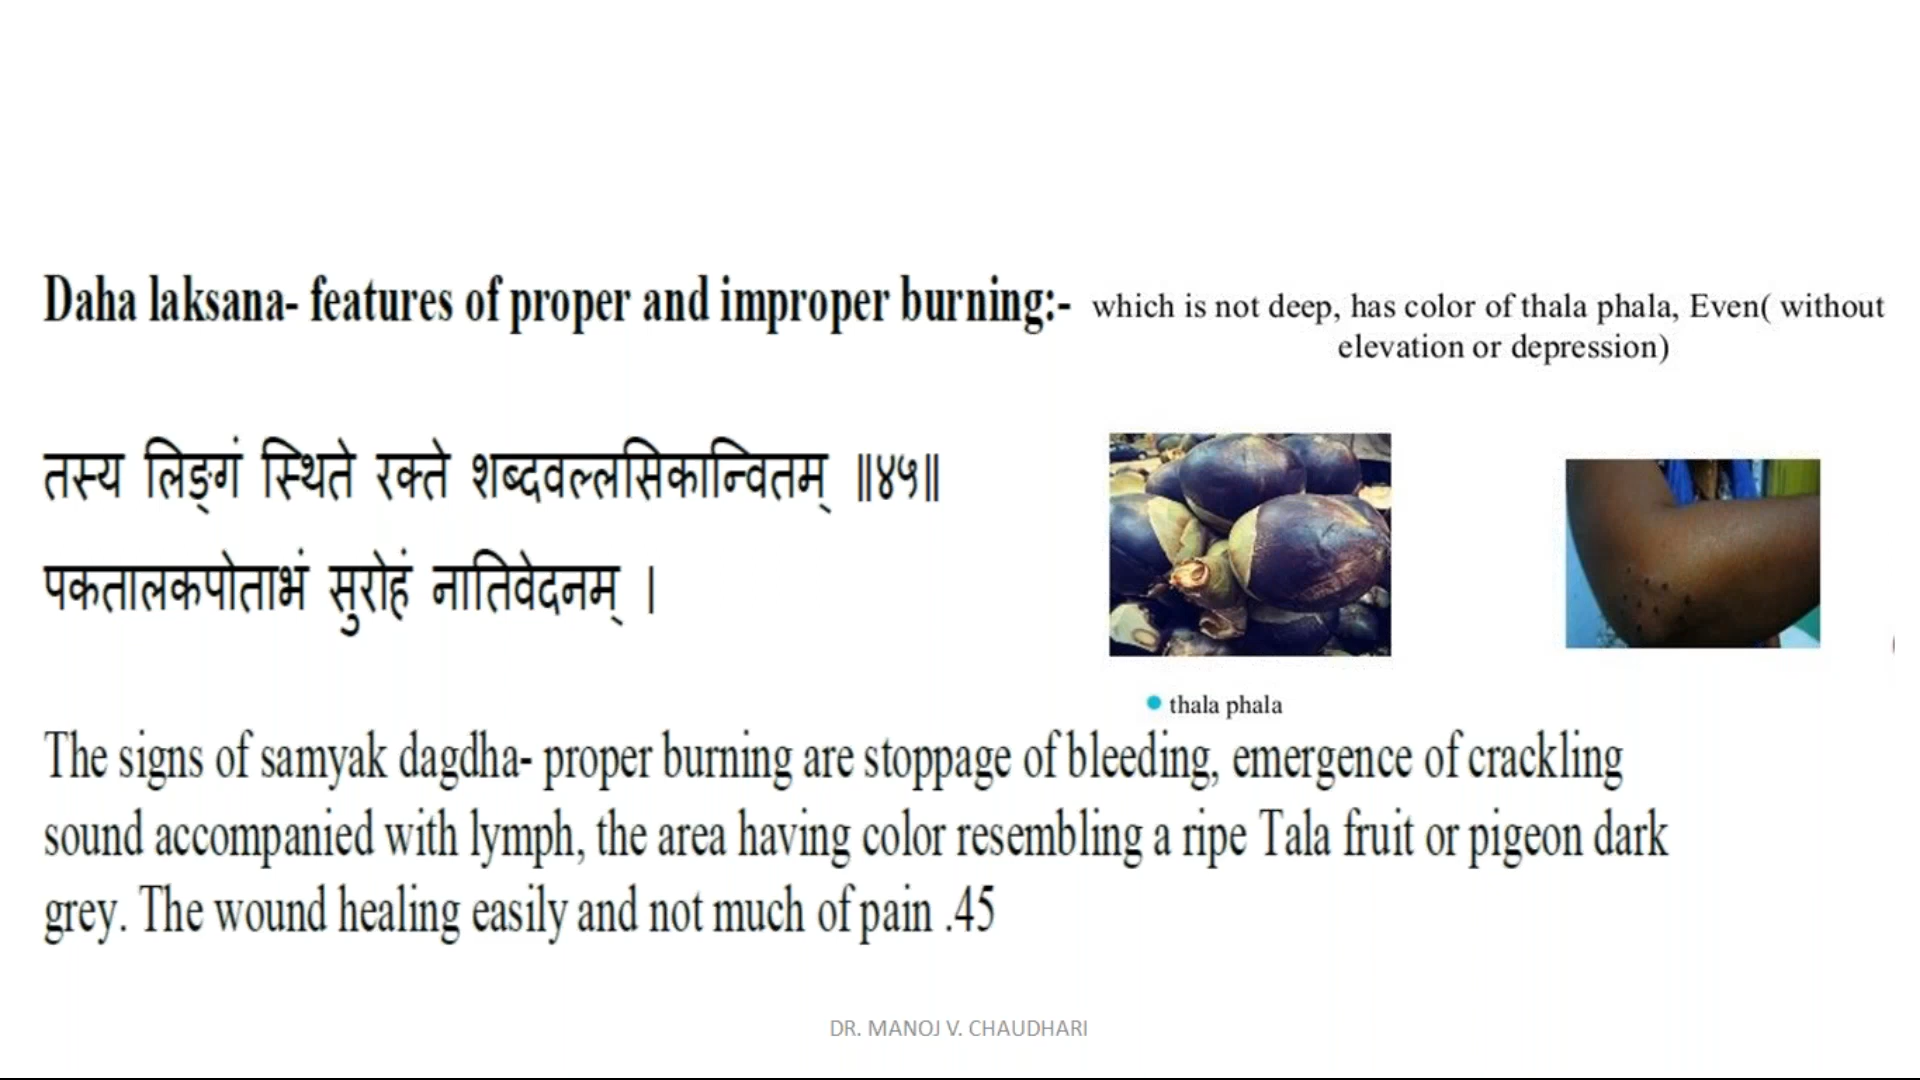 Daha laksana- features of proper and improper burning:-
which is not deep, has color of thala phala, Even( without
elevation or depression)
तस्य लिङ्गं स्थिते रक्ते शब्दवल्लसिकान्वितम् ॥४५॥
पकतालकपोताभं सुरोहं नातिवेदनम् ।
thala phala
The signs of samyak dagdha- proper burning are stoppage of bleeding, emergence of crackling
sound accompanied with lymph, the area having color resembling a ripe Tala fruit or pigeon dark
grey. The wound healing easily and not much of pain .45
DR. MANOJ V. CHAUDHARI